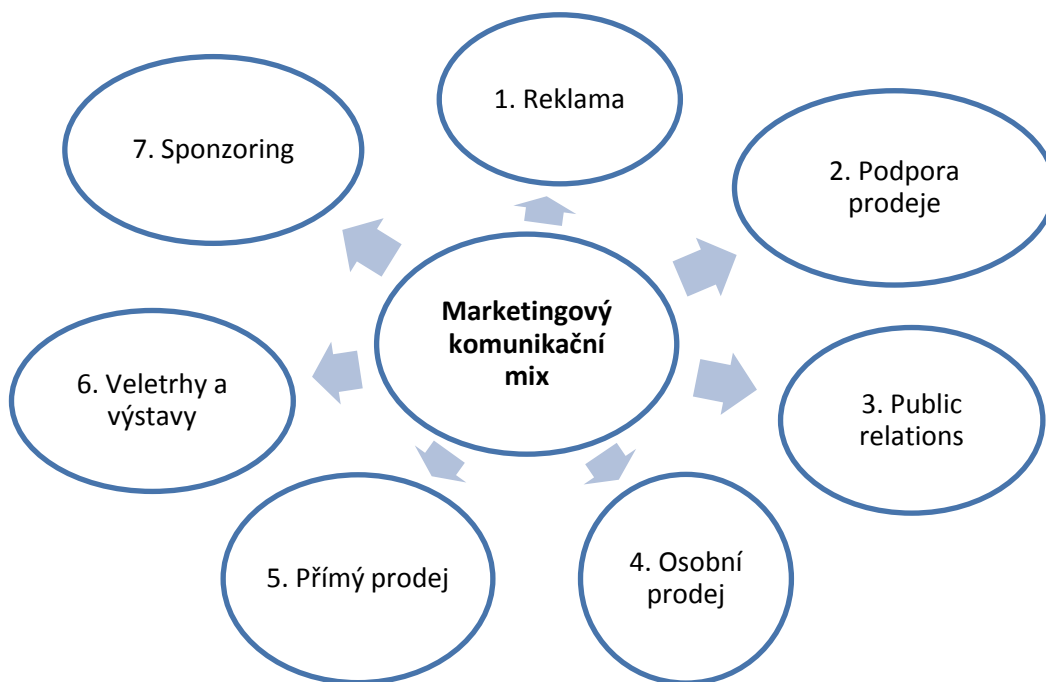 1. Reklama
2. Podpora
prodeje
3. Public
relations
4. Osobní
prodej
5. Přímý prodej
6. Veletrhy a
výstavy
7. Sponzoring
Marketingový
komunikační
mix